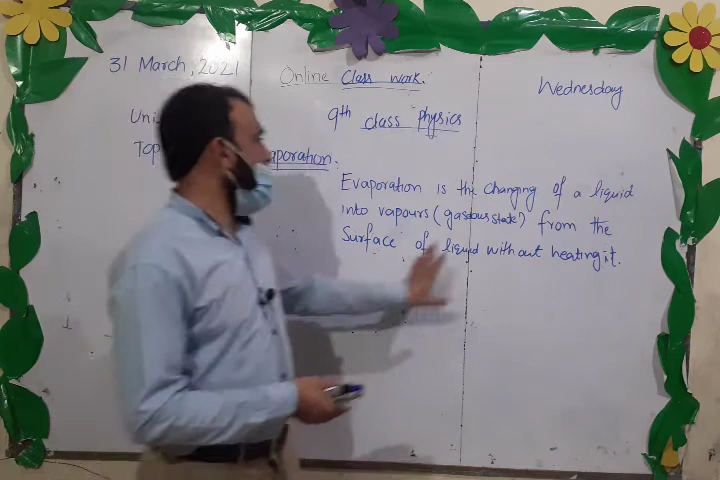 31 March, 2021
Online Class work.
Wednesday
9th class physics
Evaporation is the changing of a liquid
into vapours (gaseous state) from the
Surface of liquid without heating it.